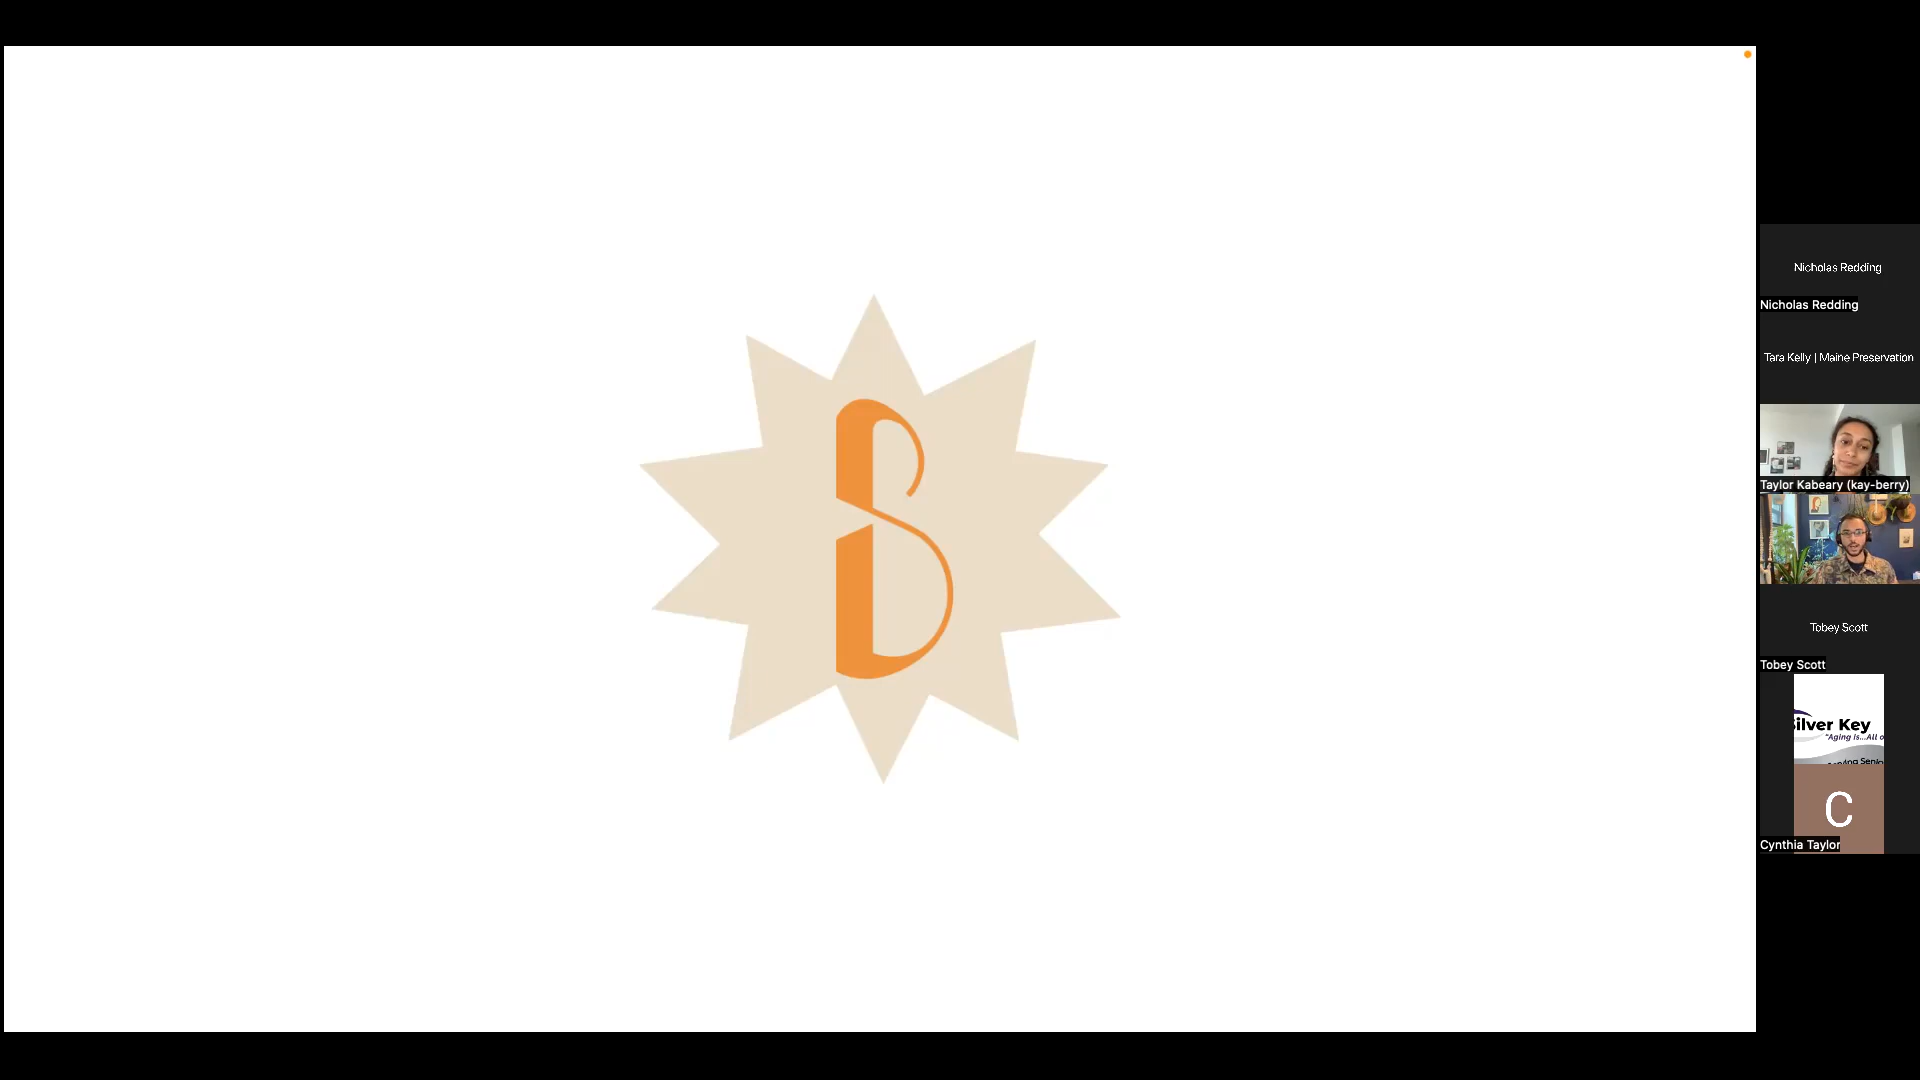 B
Nicholas Redding
Nicholas Redding
Tara Kelly | Maine Preservation
Taylor Kabeary (kay-berry)
Tobey Scott
Tobey Scott
Silver Key
"Aging is...All o
C
Cynthia Taylor